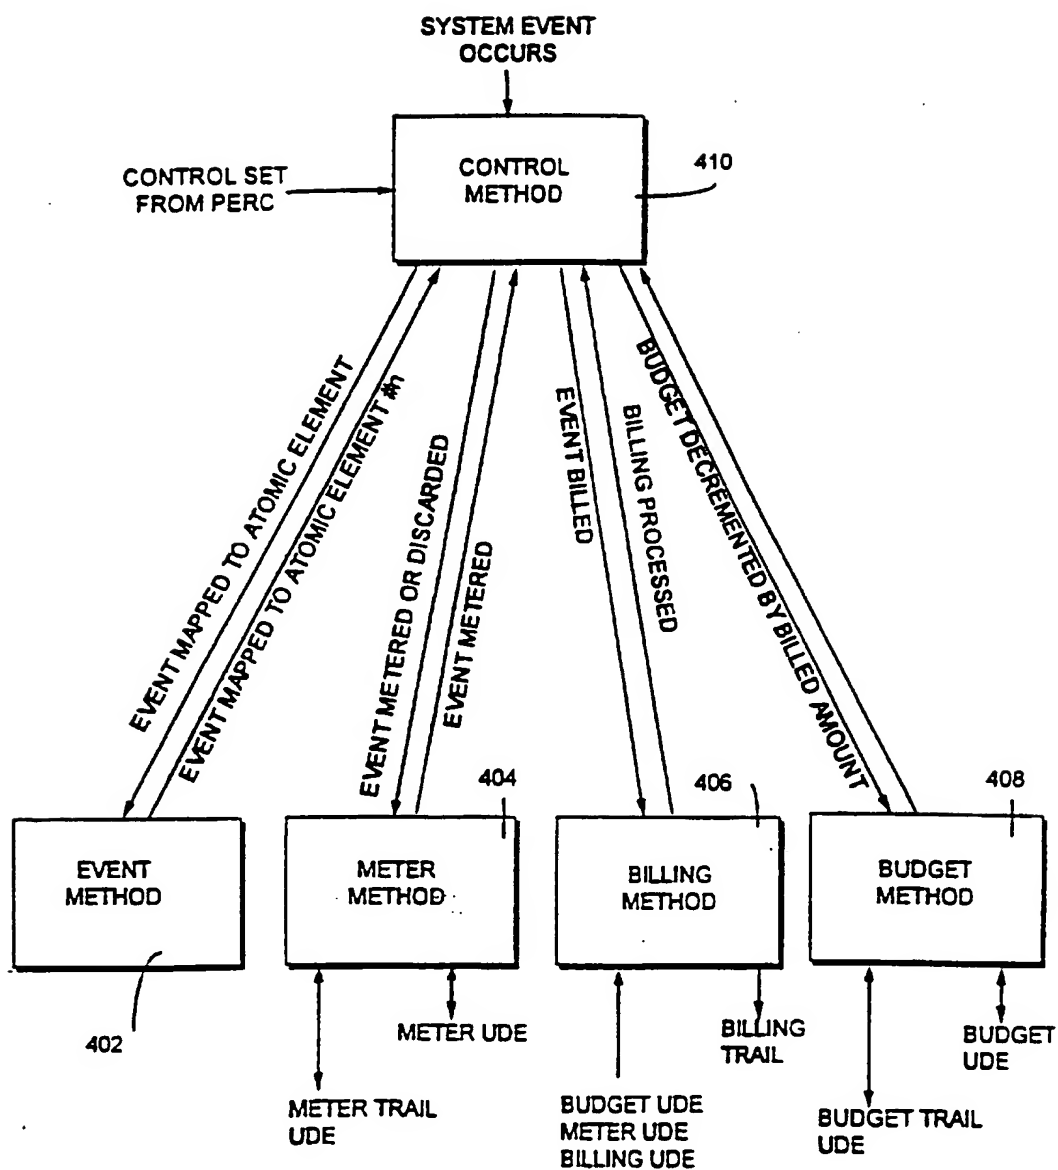 SYSTEM EVENT
OCCURS
CONTROL SET
FROM PERC
CONTROL
METHOD
410
EVENT MAPPED TO ATOMIC ELEMENT
EVENT MAPPED TO ATOMIC ELEMENT #n
EVENT METERED OR DISCARDED
EVENT METERED
EVENT BILLED
BILLING PROCESSED
BUDGET DECREMENTED BY BILLED AMOUNT
EVENT
METHOD
402
METER
METHOD
404
BILLING
METHOD
406
BUDGET
METHOD
408
METER UDE
METER TRAIL
UDE
BUDGET UDE
METER UDE
BILLING UDE
BILLING
TRAIL
BUDGET TRAIL
UDE
BUDGET
UDE